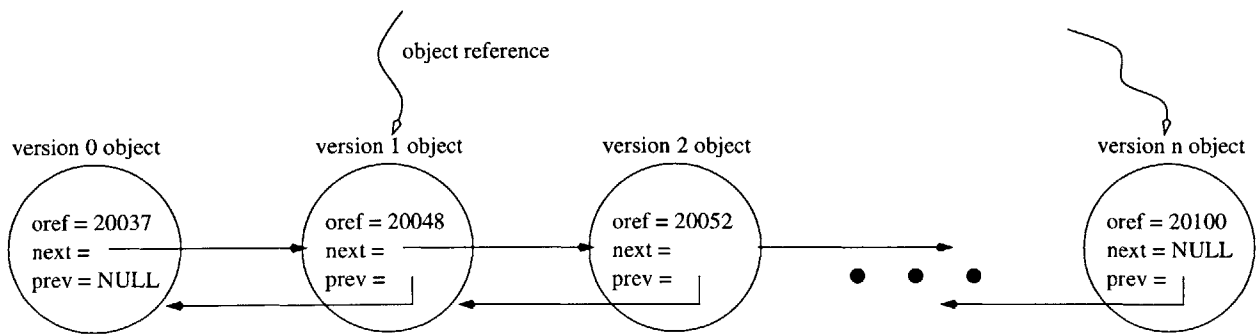 object reference
version 0 object
version 1 object
version 2 object
version n object
oref = 20037
next =
prev = NULL
oref = 20048
next =
prev =
oref = 20052
next =
prev =
oref = 20100
next = NULL
prev =